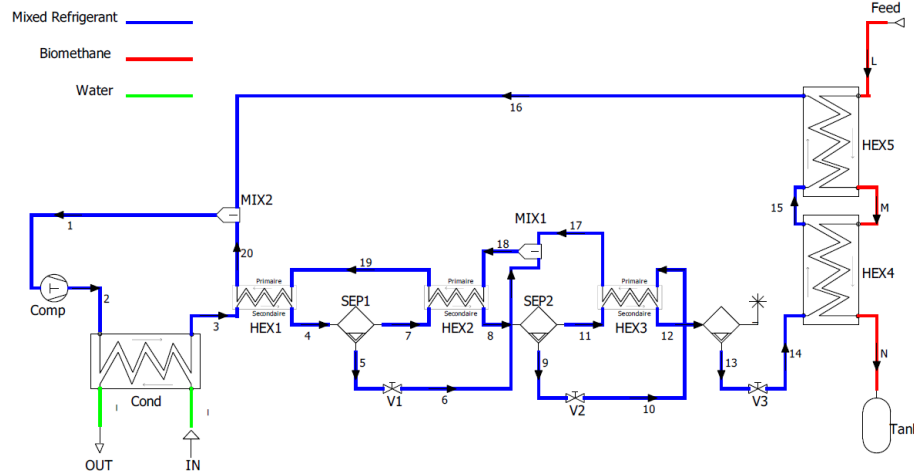 Mixed Refrigerant
Feed
Biomethane
L
Water
16
HEX5
MIX2
15
M
1
MIX1
17
20
18
19
HEX4
Primaire
Primaire
Primaire
2
SEP1
SEP2
Comp
3
Secondaire
Secondaire
Secondaire
HEX1
4
7
HEX2
8
11
HEX3
12
14
5
9
13
N
6
V1
10
V2
V3
Cond
I
I
Tank
OUT
IN